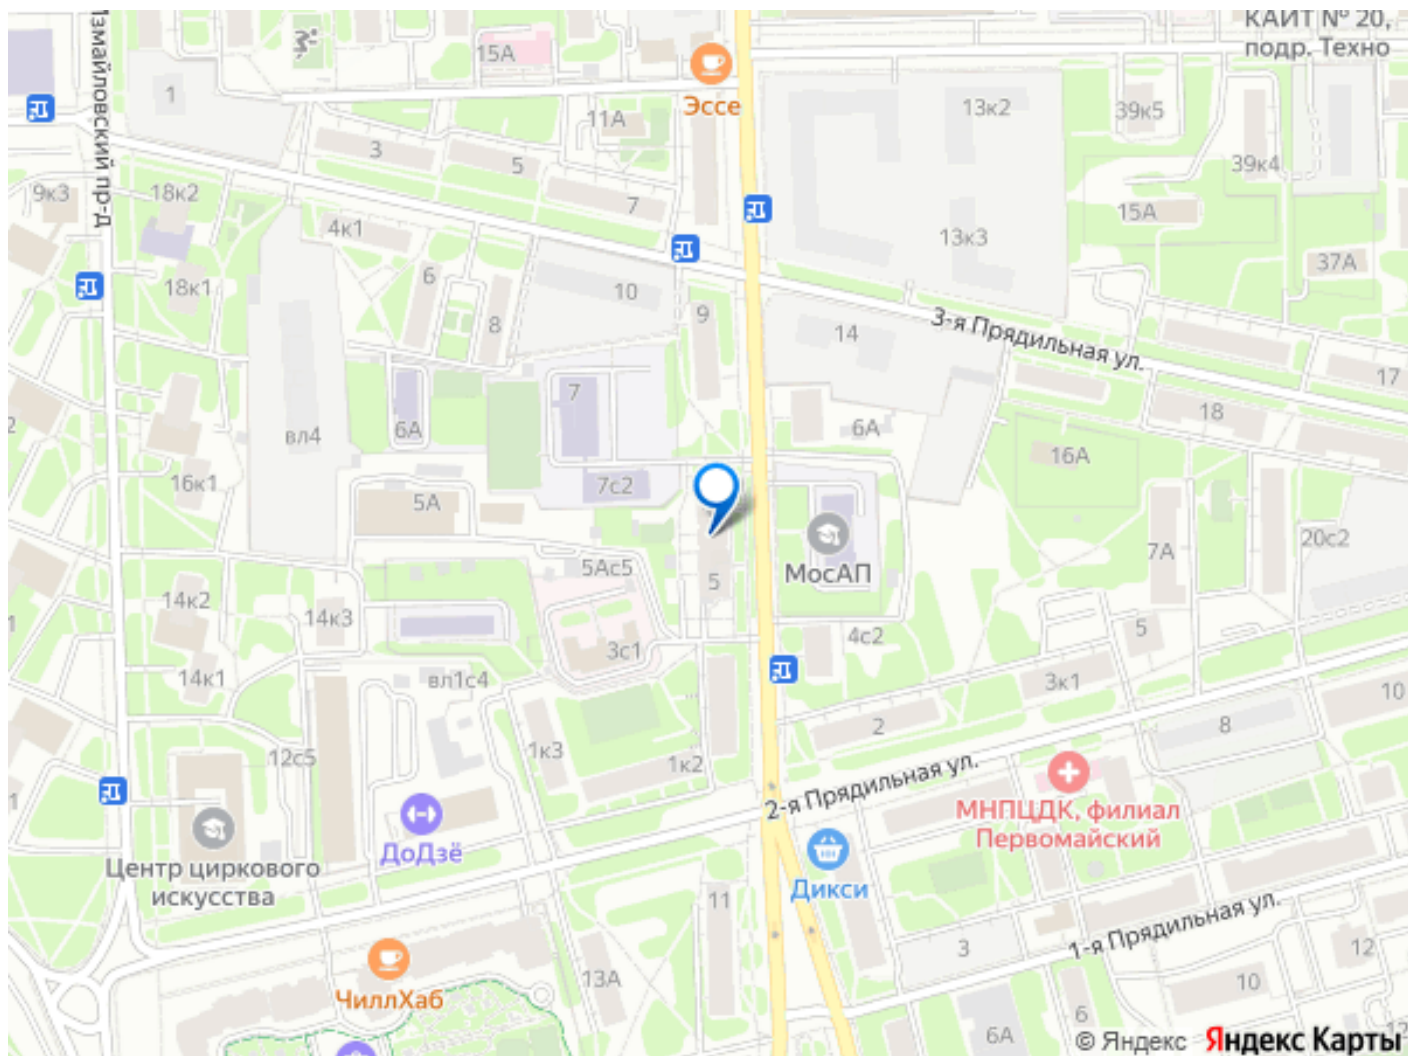 КАИТ № 20,
подр. Техно
15А
Эссе
1
11А
13к2
39к5
Измайловский пр-д
3
5
39к4
9к3
18к2
7
15А
4к1
13к3
37А
6
18к1
10
8
9
14
3-я Прядильная ул.
17
7
18
6А
6А
вл4
2
16А
16к1
7с2
5А
20с2
7А
МосАП
5Ас5
5
14к2
14к3
1
4с2
5
3с1
14к1
вл1с4
3к1
10
2
8
12с5
1к3
1к2
2-я Прядильная ул.
1
МНПЦДК, филиал
Первомайский
ДоДзё
Центр циркового
искусства
Дикси
11
1-я Прядильная ул.
3
12
13А
10
ЧиллХаб
6
6А
12
© Яндекс Яндекс Карты